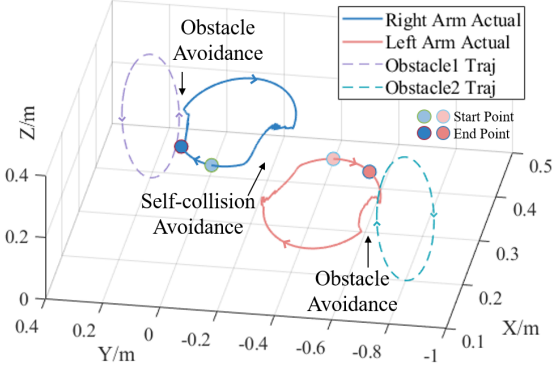 Obstacle
Avoidance
Right Arm Actual
Left Arm Actual
Obstacle1 Traj
Obstacle2 Traj
Start Point
End Point
Self-collision
Avoidance
Obstacle
Avoidance
Z/m
0.4
0.2
0
0.4
0.2
0
-0.2
-0.4
-0.6
-0.8
-1
Y/m
0.5
0.4
0.3
0.2
0.1
X/m